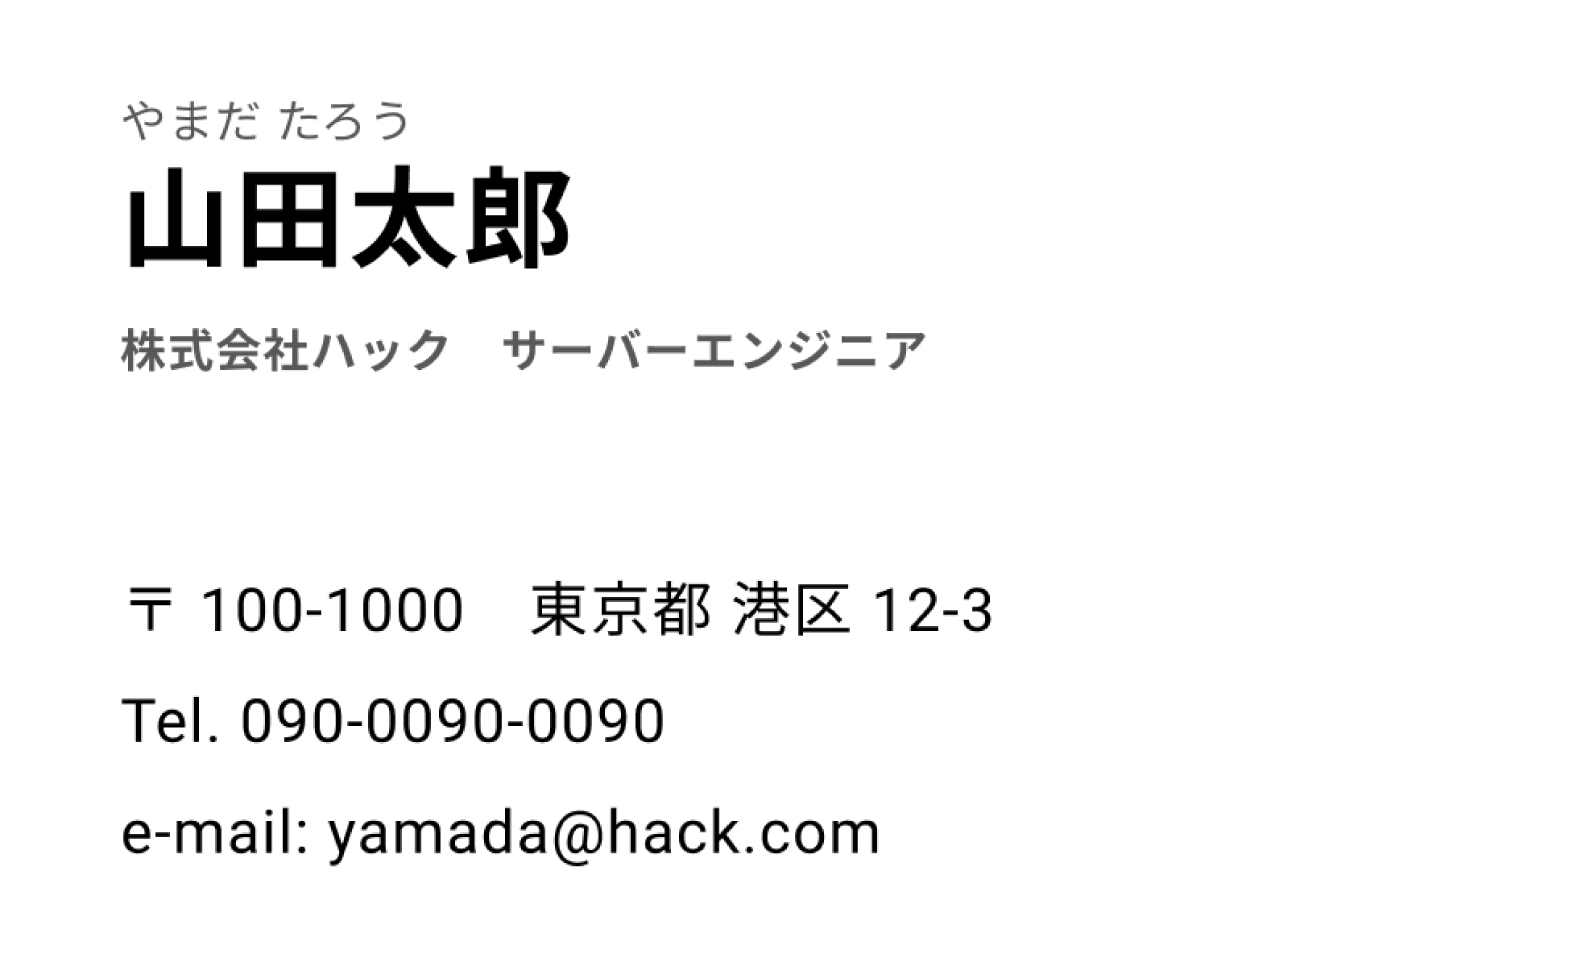 やまだ たろう
山田太郎
株式会社ハック　サーバーエンジニア
〒 100-1000　東京都 港区 12-3
Tel. 090-0090-0090
e-mail: yamada@hack.com